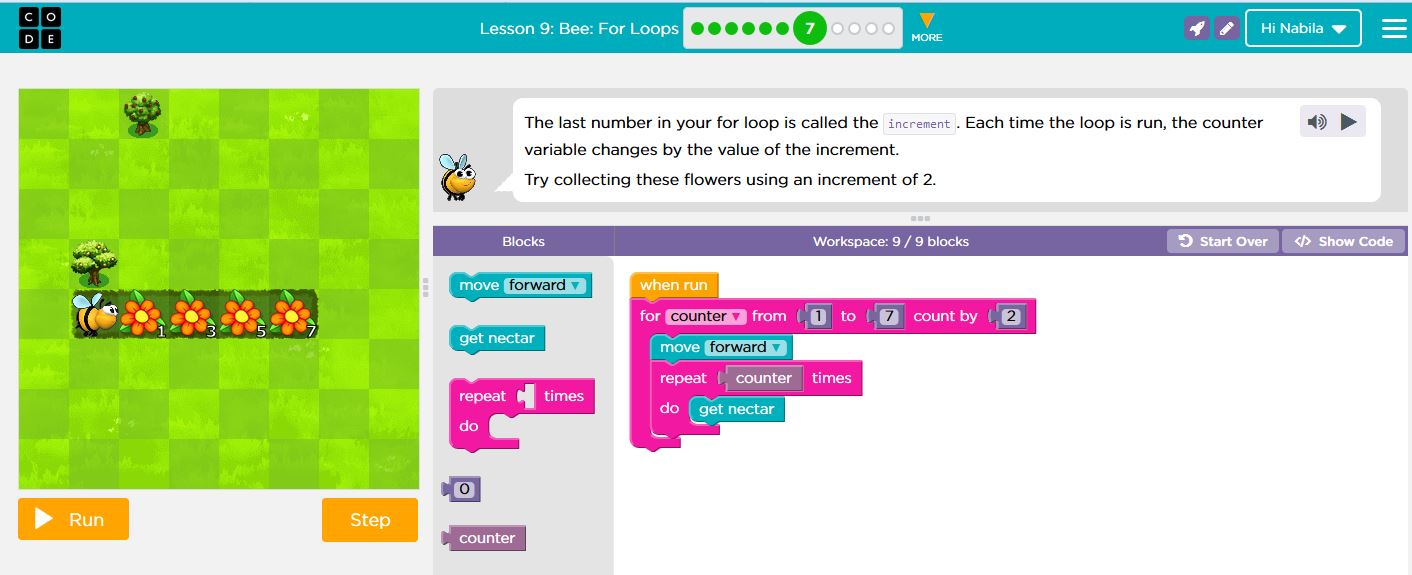 C O
D E
Lesson 9: Bee: For Loops
7
MORE
Hi Nabila
The last number in your for loop is called the increment. Each time the loop is run, the counter
variable changes by the value of the increment.
Try collecting these flowers using an increment of 2.
1 3 5 7
Run
Step
Blocks
Workspace: 9 / 9 blocks
Start Over
</> Show Code
move forward
get nectar
repeat times
do
0
counter
when run
for counter from 1 to 7 count by 2
move forward
repeat counter times
do get nectar